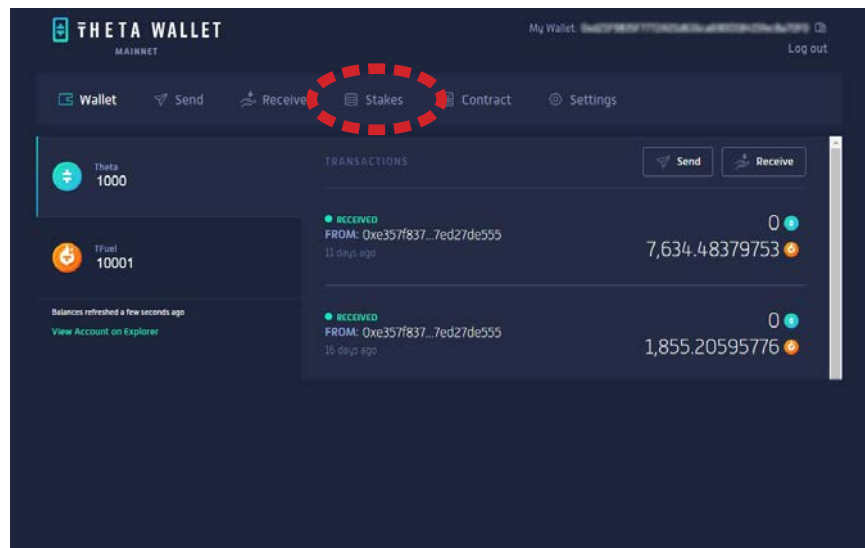 THETA WALLET
MAINNET
My Wallet:
Log out
Wallet Send Receive Stakes Contract Settings
Theta
1000
TFuel
10001
Balances refreshed a few seconds ago
View Account on Explorer
TRANSACTIONS
Send Receive
RECEIVED
FROM: 0xe357f837...7ed27de555
11 days ago
0
7,634.48379753
RECEIVED
FROM: 0xe357f837...7ed27de555
16 days ago
0
1,855.20595776